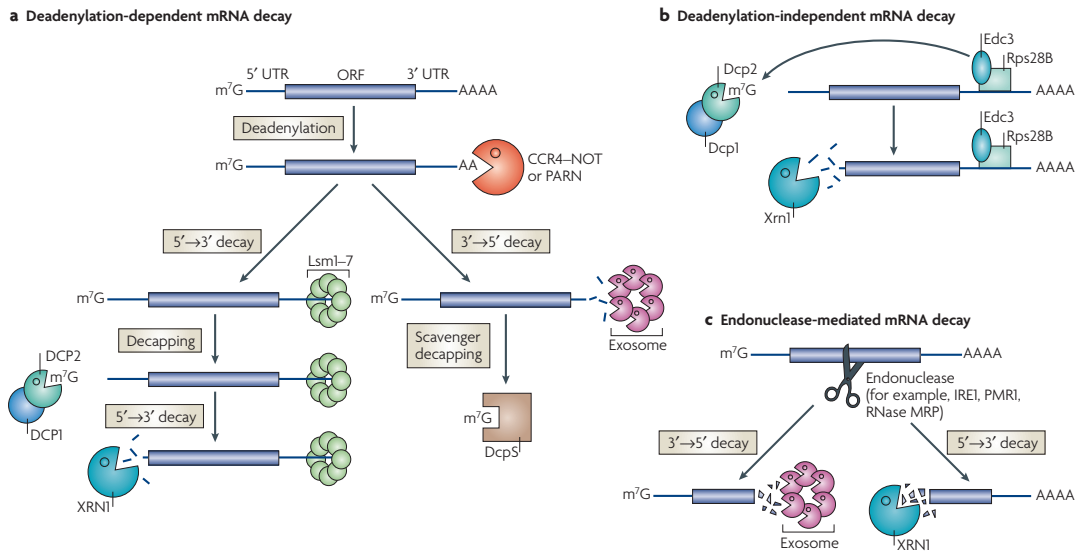 a Deadenylation-dependent mRNA decay
5′ UTR ORF 3′ UTR
m⁷G AAAA
Deadenylation
m⁷G AA
CCR4–NOT
or PARN
5′→3′ decay
3′→5′ decay
Lsm1–7
m⁷G
Decapping
DCP2
m⁷G
DCP1
5′→3′ decay
XRN1
m⁷G
Exosome
Scavenger
decapping
m⁷G
DcpS
b Deadenylation-independent mRNA decay
Edc3
Rps28B
Dcp2
m⁷G
AAAA
Dcp1
Edc3
Rps28B
AAAA
Xrn1
c Endonuclease-mediated mRNA decay
m⁷G AAAA
Endonuclease
(for example, IRE1, PMR1,
RNase MRP)
3′→5′ decay
5′→3′ decay
m⁷G
Exosome
AAAA
XRN1